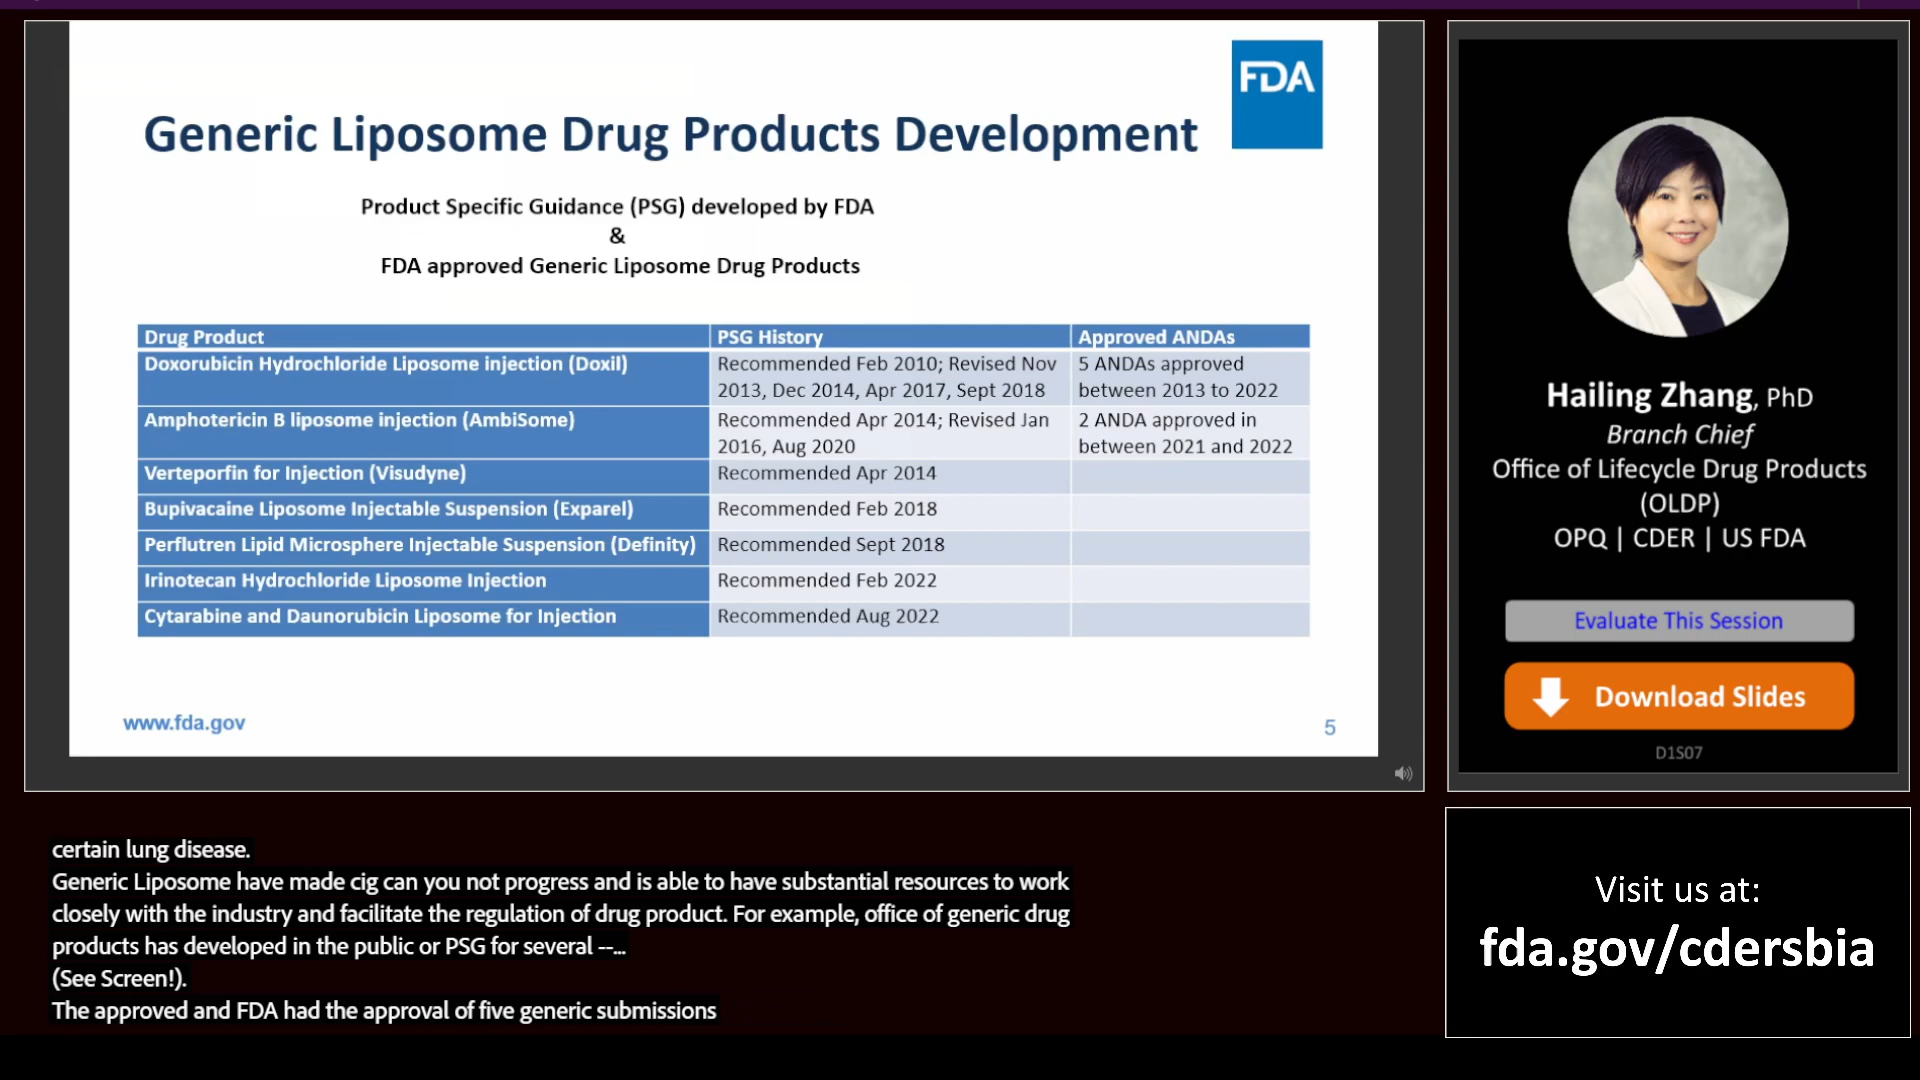 FDA
Generic Liposome Drug Products Development
Product Specific Guidance (PSG) developed by FDA
&
FDA approved Generic Liposome Drug Products
Drug Product PSG History Approved ANDAs
Doxorubicin Hydrochloride Liposome injection (Doxil) Recommended Feb 2010; Revised Nov 5 ANDAs approved
2013, Dec 2014, Apr 2017, Sept 2018 between 2013 to 2022
Amphotericin B liposome injection (AmbiSome) Recommended Apr 2014; Revised Jan 2 ANDA approved in
2016, Aug 2020 between 2021 and 2022
Verteporfin for Injection (Visudyne) Recommended Apr 2014
Bupivacaine Liposome Injectable Suspension (Exparel) Recommended Feb 2018
Perflutren Lipid Microsphere Injectable Suspension (Definity) Recommended Sept 2018
Irinotecan Hydrochloride Liposome Injection Recommended Feb 2022
Cytarabine and Daunorubicin Liposome for Injection Recommended Aug 2022
www.fda.gov 5
Hailing Zhang, PhD
Branch Chief
Office of Lifecycle Drug Products
(OLDP)
OPQ | CDER | US FDA
Evaluate This Session
Download Slides
D1S07
certain lung disease.
Generic Liposome have made cig can you not progress and is able to have substantial resources to work
closely with the industry and facilitate the regulation of drug product. For example, office of generic drug
products has developed in the public or PSG for several --...
(See Screen!).
The approved and FDA had the approval of five generic submissions
Visit us at:
fda.gov/cdersbia